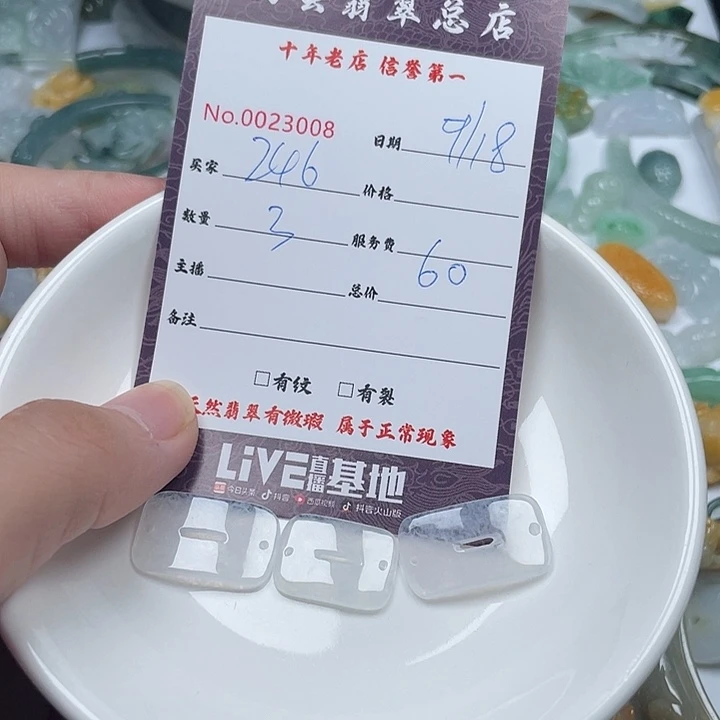 翡翠总店
十年老店 信誉第一
No.0023008
日期 9/18
买家 246 价格
数量 3 服务费 60
主播 总价
备注
□有纹 □有裂
天然翡翠有微瑕 属于正常现象
LiVE直播基地
今日头条 抖音 西瓜视频 抖音火山版